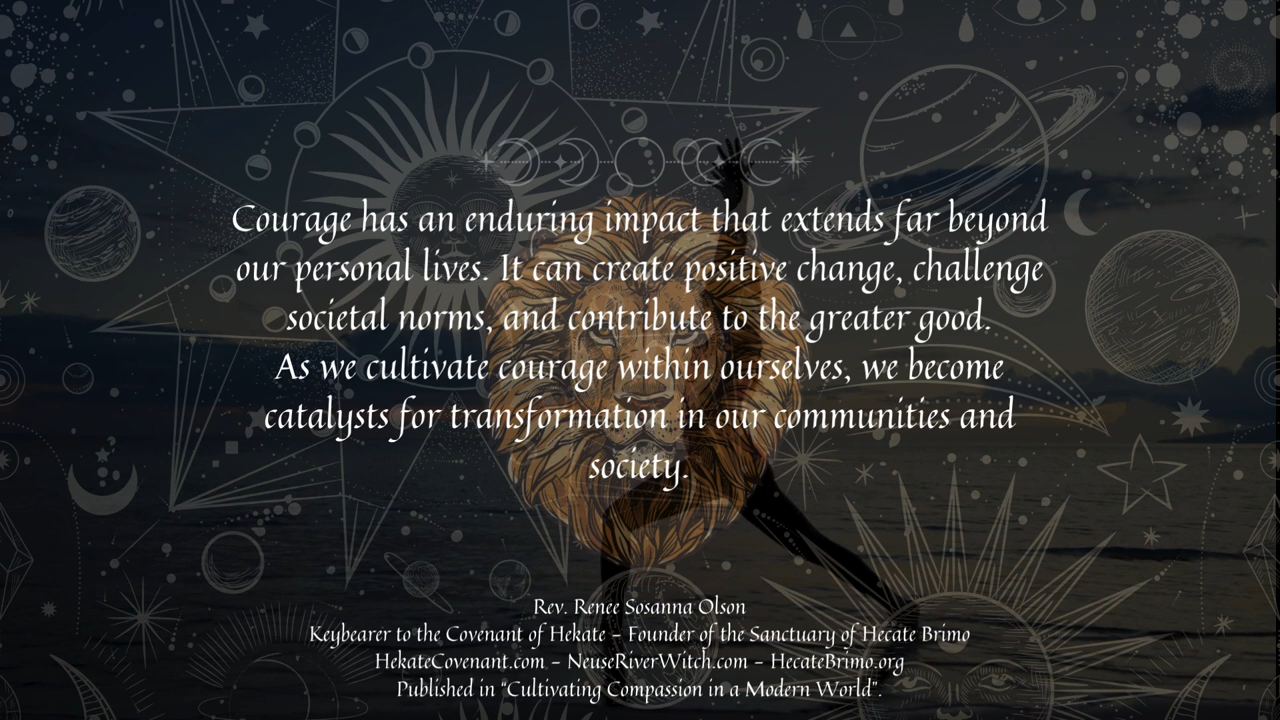 Courage has an enduring impact that extends far beyond
our personal lives. It can create positive change, challenge
societal norms, and contribute to the greater good.
As we cultivate courage within ourselves, we become
catalysts for transformation in our communities and
society.
Rev. Renee Sosanna Olson
Keybearer to the Covenant of Hekate – Founder of the Sanctuary of Hecate Brimo
HekateCovenant.com – NeuseRiverWitch.com – HecateBrimo.org
Published in "Cultivating Compassion in a Modern World".